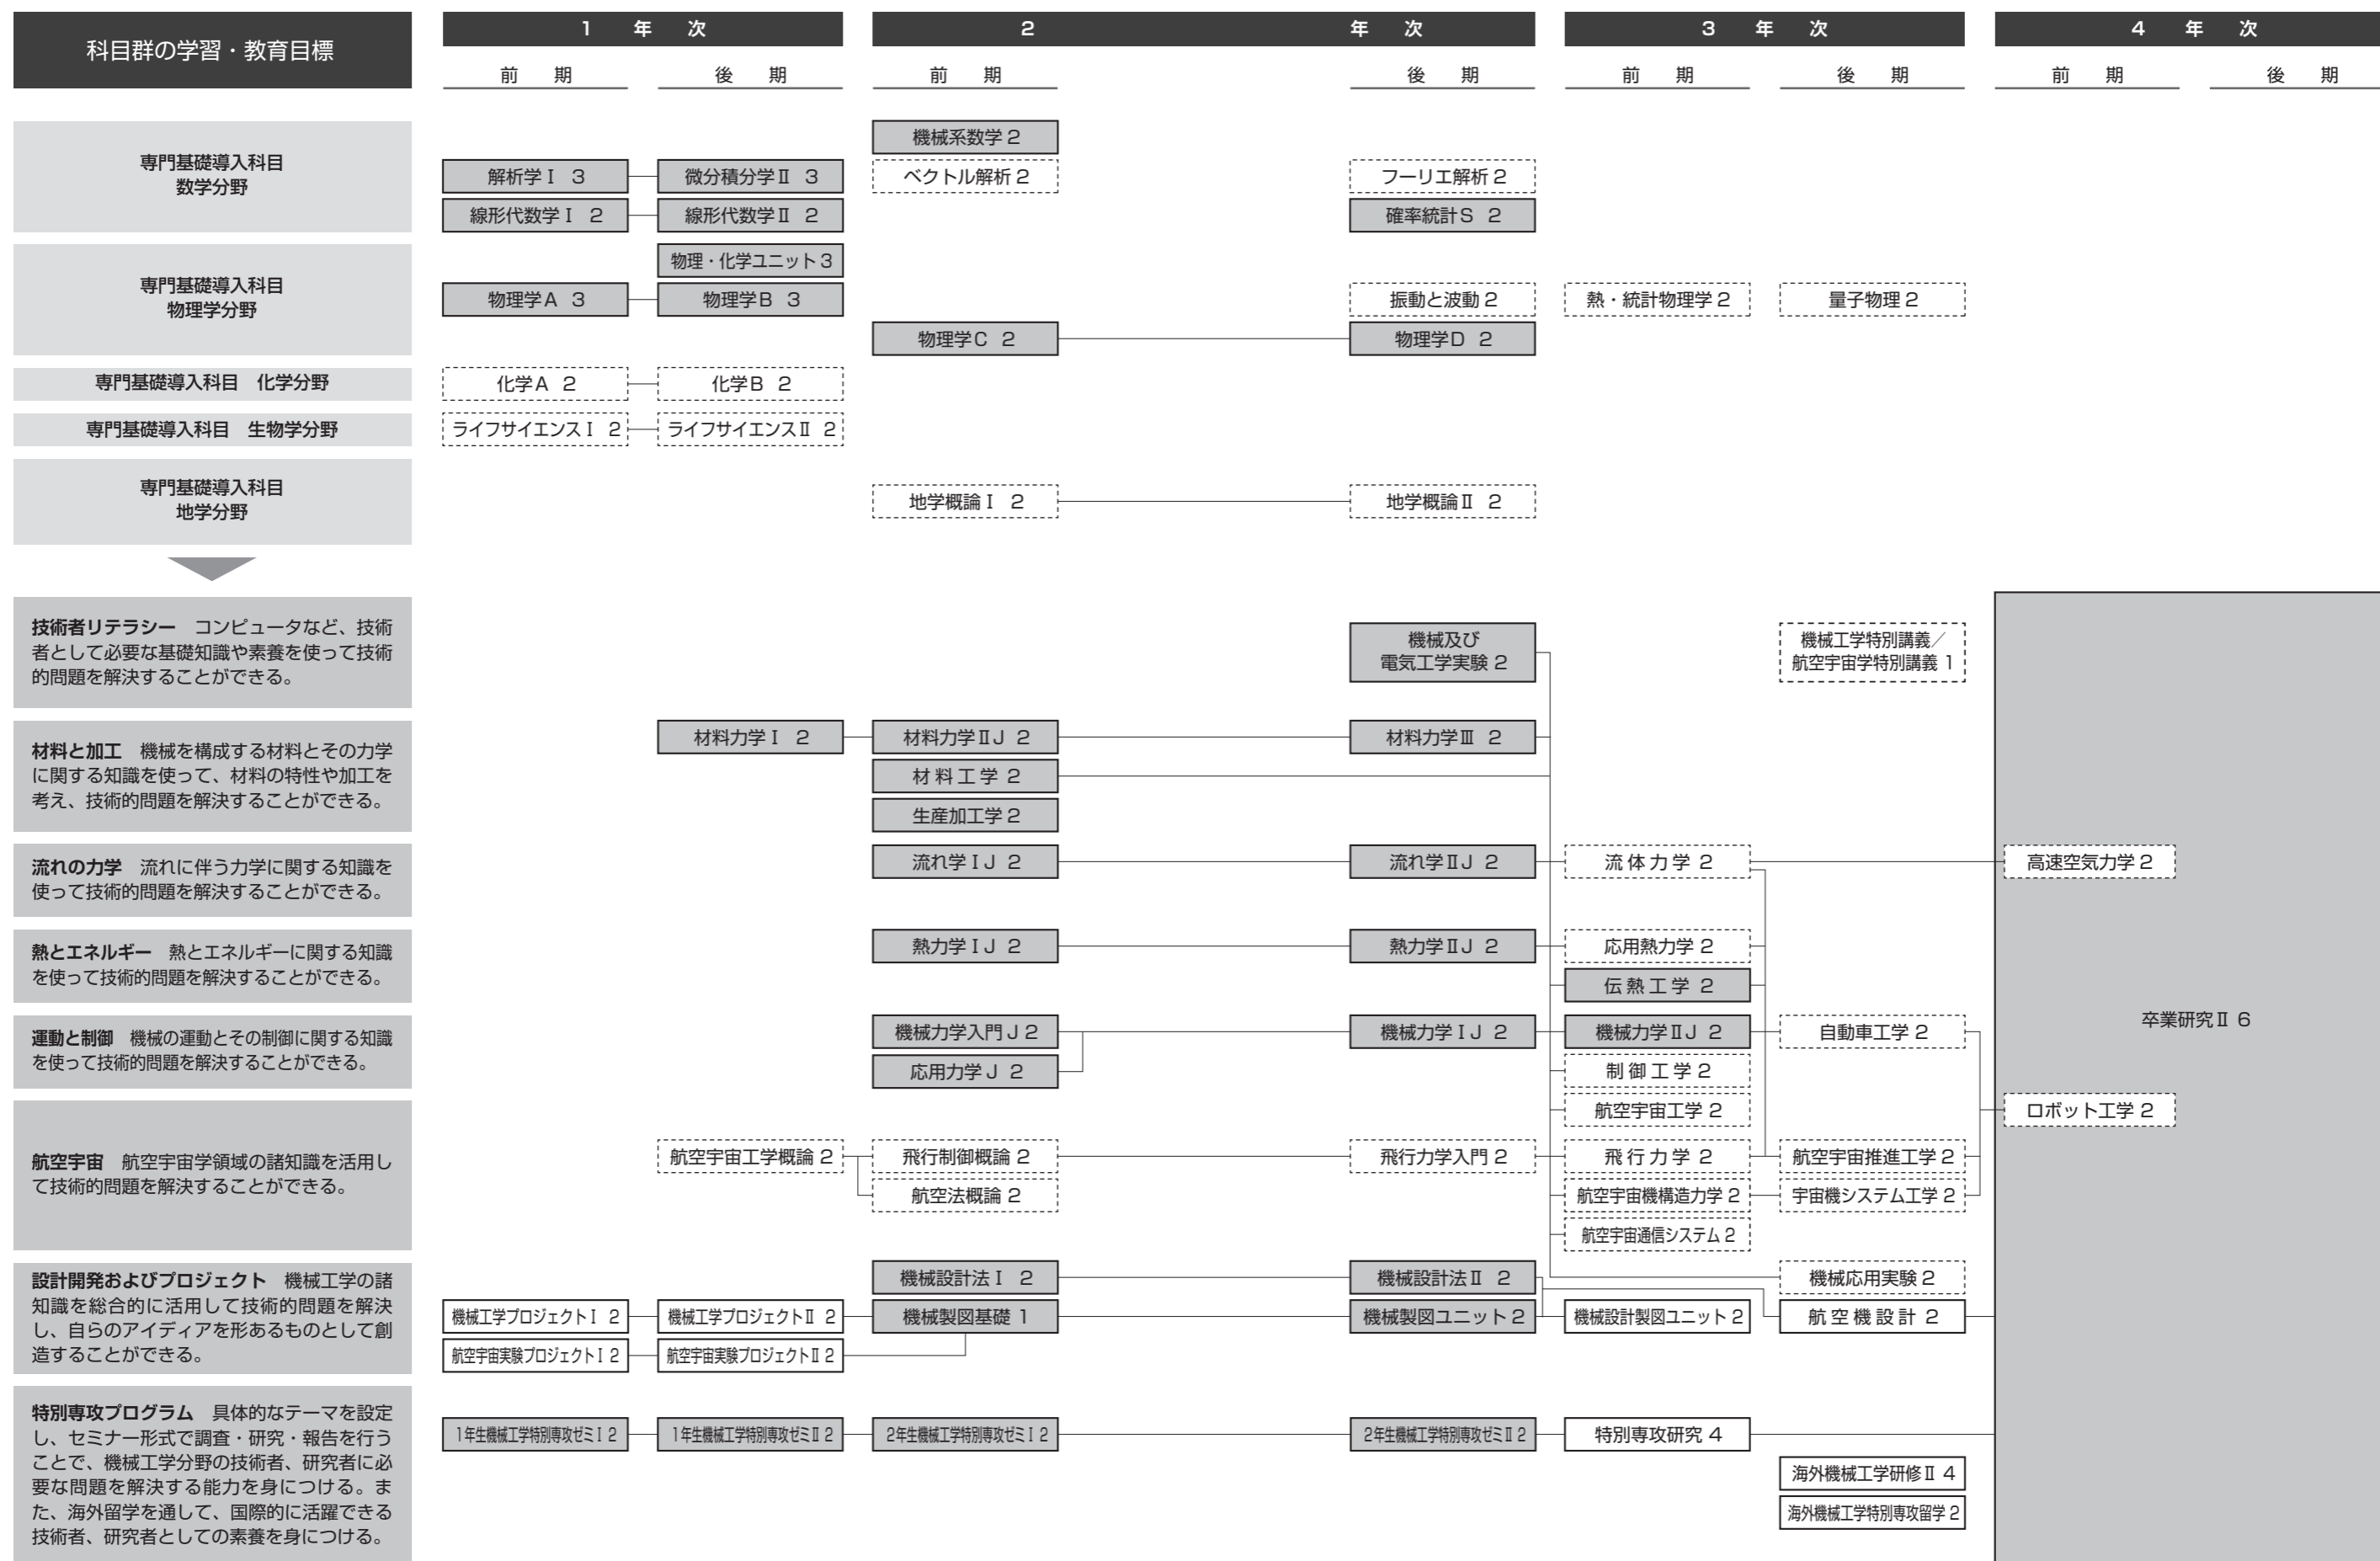 科目群の学習・教育目標
1 年 次
2 年 次
3 年 次
4 年 次
前 期
後 期
前 期
後 期
前 期
後 期
前 期
後 期
専門基礎導入科目
数学分野
機械系数学 2
解析学Ⅰ 3
微分積分学Ⅱ 3
ベクトル解析 2
フーリエ解析 2
線形代数学Ⅰ 2
線形代数学Ⅱ 2
確率統計S 2
専門基礎導入科目
物理学分野
物理・化学ユニット 3
物理学A 3
物理学B 3
振動と波動 2
熱・統計物理学 2
量子物理 2
物理学C 2
物理学D 2
専門基礎導入科目 化学分野
化学A 2
化学B 2
専門基礎導入科目 生物学分野
ライフサイエンスⅠ 2
ライフサイエンスⅡ 2
専門基礎導入科目
地学分野
地学概論Ⅰ 2
地学概論Ⅱ 2
技術者リテラシー コンピュータなど、技術
者として必要な基礎知識や素養を使って技術
的問題を解決することができる。
機械及び
電気工学実験 2
機械工学特別講義／
航空宇宙学特別講義 1
材料と加工 機械を構成する材料とその力学
に関する知識を使って、材料の特性や加工を
考え、技術的問題を解決することができる。
材料力学Ⅰ 2
材料力学ⅡJ 2
材料力学Ⅲ 2
材料工学 2
生産加工学 2
流れの力学 流れに伴う力学に関する知識を
使って技術的問題を解決することができる。
流れ学ⅠJ 2
流れ学ⅡJ 2
流体力学 2
高速空気力学 2
熱とエネルギー 熱とエネルギーに関する知識
を使って技術的問題を解決することができる。
熱力学ⅠJ 2
熱力学ⅡJ 2
応用熱力学 2
伝熱工学 2
運動と制御 機械の運動とその制御に関する知識
を使って技術的問題を解決することができる。
機械力学入門J 2
機械力学ⅠJ 2
機械力学ⅡJ 2
自動車工学 2
応用力学J 2
制御工学 2
卒業研究Ⅱ 6
航空宇宙 航空宇宙学領域の諸知識を活用し
て技術的問題を解決することができる。
航空宇宙工学 2
ロボット工学 2
航空宇宙工学概論 2
飛行制御概論 2
飛行力学入門 2
飛行力学 2
航空宇宙推進工学 2
航空法概論 2
航空宇宙機構造力学 2
宇宙機システム工学 2
航空宇宙通信システム 2
設計開発およびプロジェクト 機械工学の諸
知識を総合的に活用して技術的問題を解決
し、自らのアイディアを形あるものとして創
造することができる。
機械設計法Ⅰ 2
機械設計法Ⅱ 2
機械応用実験 2
機械工学プロジェクトⅠ 2
機械工学プロジェクトⅡ 2
機械製図基礎 1
機械製図ユニット 2
機械設計製図ユニット 2
航空機設計 2
航空宇宙実験プロジェクトⅠ 2
航空宇宙実験プロジェクトⅡ 2
特別専攻プログラム 具体的なテーマを設定
し、セミナー形式で調査・研究・報告を行う
ことで、機械工学分野の技術者、研究者に必
要な問題を解決する能力を身につける。ま
た、海外留学を通して、国際的に活躍できる
技術者、研究者としての素養を身につける。
1年生機械工学特別専攻ゼミⅠ 2
1年生機械工学特別専攻ゼミⅡ 2
2年生機械工学特別専攻ゼミⅠ 2
2年生機械工学特別専攻ゼミⅡ 2
特別専攻研究 4
海外機械工学研修Ⅱ 4
海外機械工学特別専攻留学 2